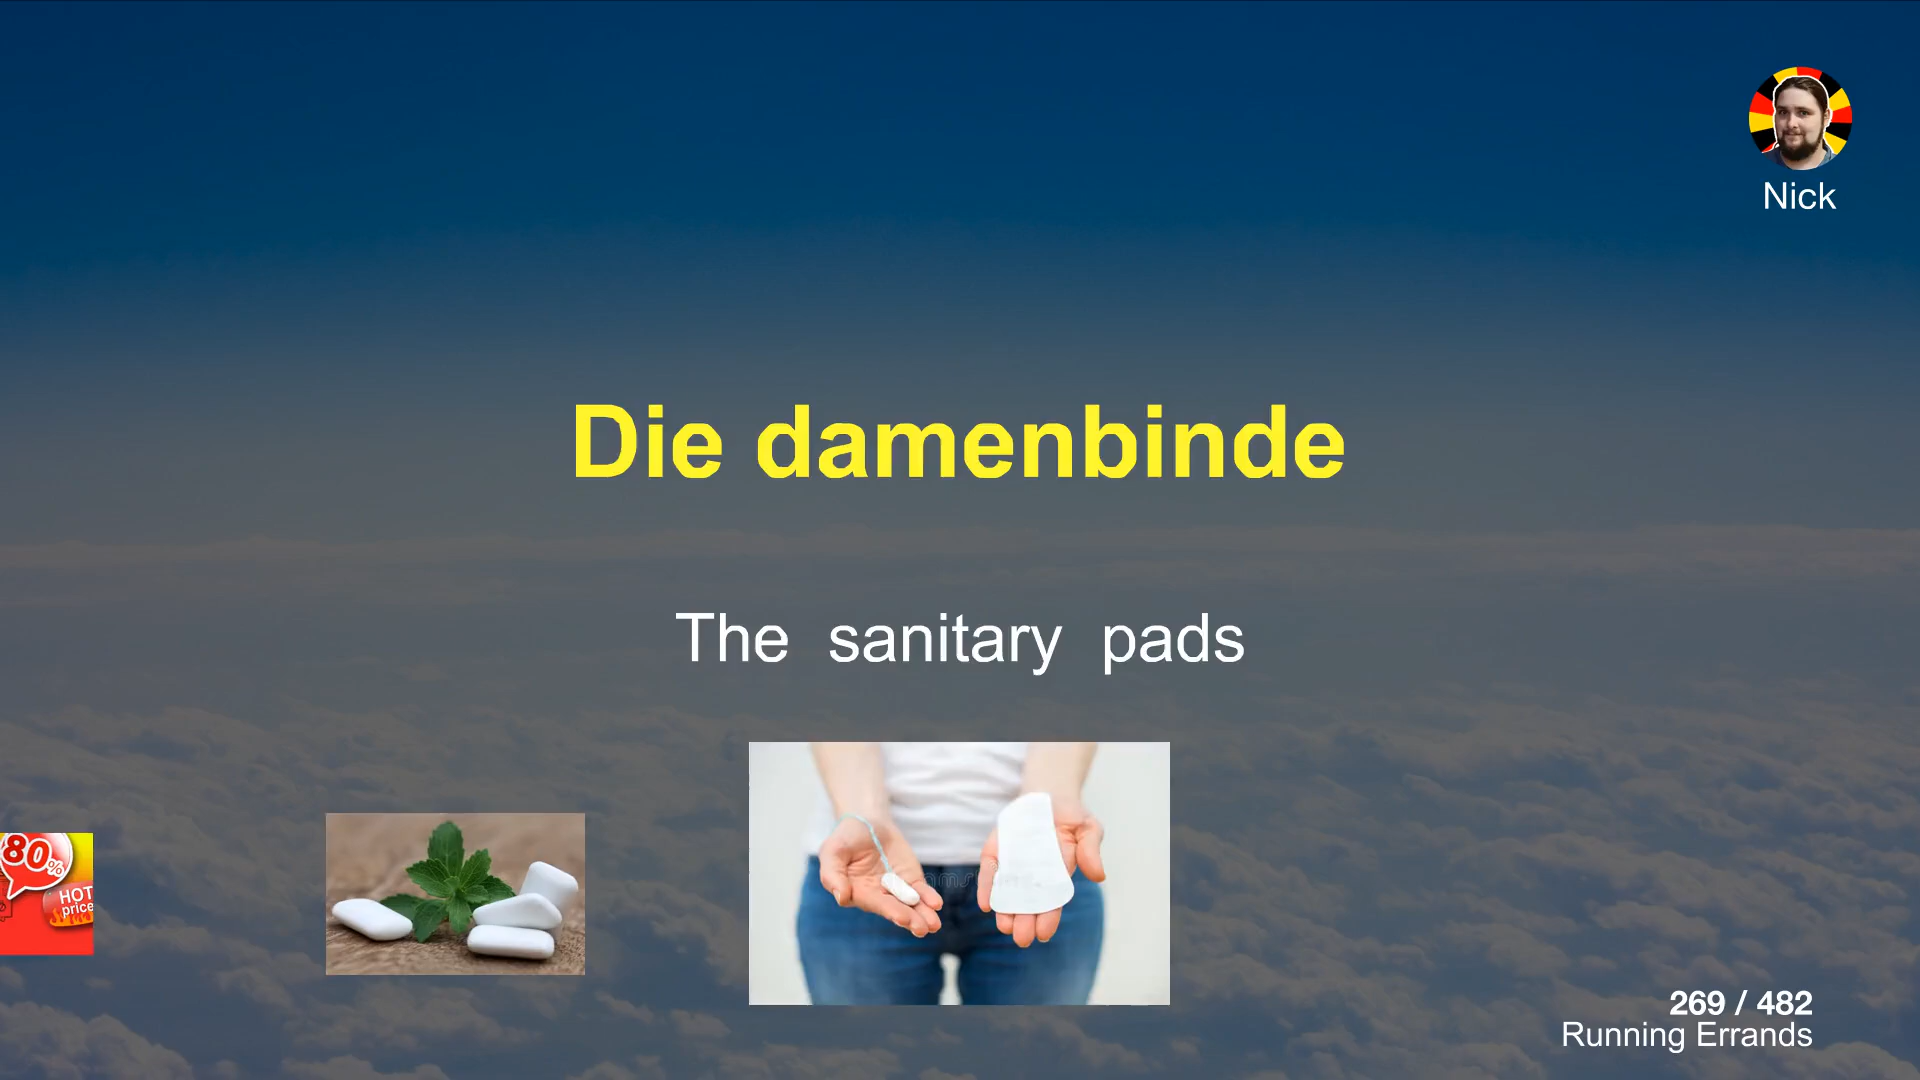 Nick
Die damenbinde
The sanitary pads
80%
HOT
price
269 / 482
Running Errands